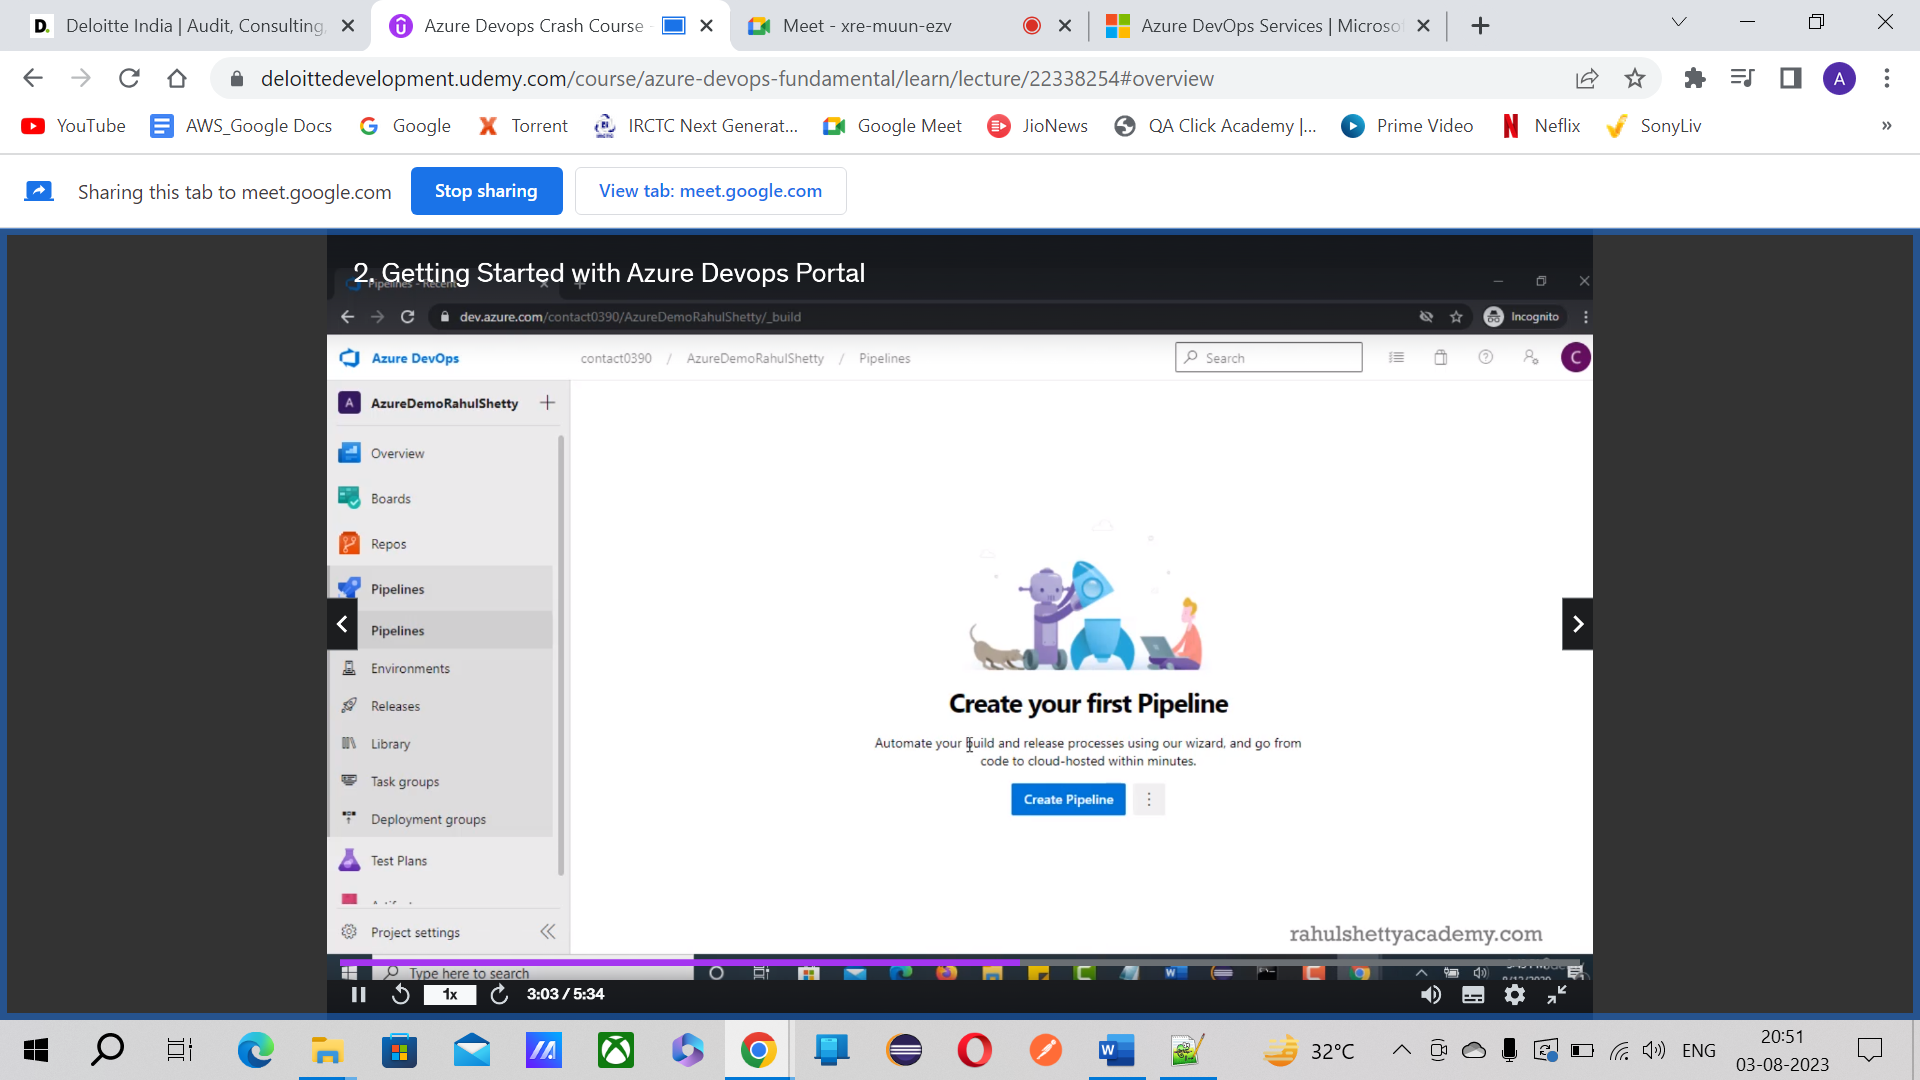 D. Deloitte India | Audit, Consulting,
Azure Devops Crash Course -
Meet - xre-muun-ezv
Azure DevOps Services | Microso
deloittedevelopment.udemy.com/course/azure-devops-fundamental/learn/lecture/22338254#overview
A
YouTube
AWS_Google Docs
Google
Torrent
IRCTC Next Generat...
Google Meet
JioNews
QA Click Academy |...
Prime Video
Neflix
SonyLiv
»
Sharing this tab to meet.google.com
Stop sharing
View tab: meet.google.com
2. Getting Started with Azure Devops Portal
Pipelines - Recent
dev.azure.com/contact0390/AzureDemoRahulShetty/_build
Incognito
Azure DevOps
contact0390 / AzureDemoRahulShetty / Pipelines
Search
C
A AzureDemoRahulShetty
Overview
Boards
Repos
Pipelines
Pipelines
Environments
Releases
Library
Task groups
Deployment groups
Test Plans
Project settings
Create your first Pipeline
Automate your build and release processes using our wizard, and go from
code to cloud-hosted within minutes.
Create Pipeline
rahulshettyacademy.com
Type here to search
1x
3:03 / 5:34
32°C
ENG
20:51
03-08-2023